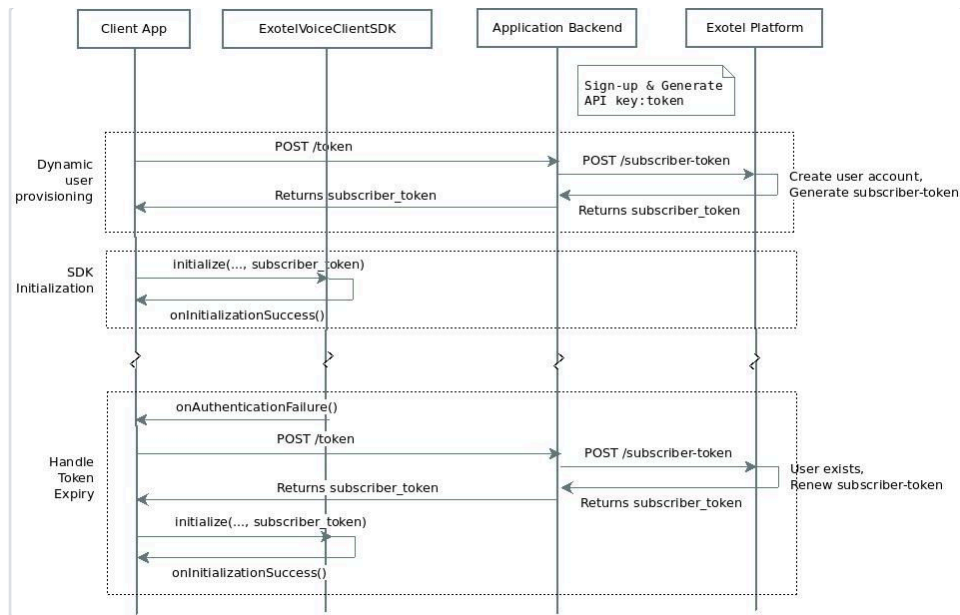 Client App
ExotelVoiceClientSDK
Application Backend
Exotel Platform
Sign-up & Generate
API key:token
Dynamic
user
provisioning
POST /token
POST /subscriber-token
Create user account,
Generate subscriber-token
Returns subscriber_token
Returns subscriber_token
SDK
Initialization
initialize(..., subscriber_token)
onInitializationSuccess()
Handle
Token
Expiry
onAuthenticationFailure()
POST /token
POST /subscriber-token
User exists,
Renew subscriber-token
Returns subscriber_token
Returns subscriber_token
initialize(..., subscriber_token)
onInitializationSuccess()